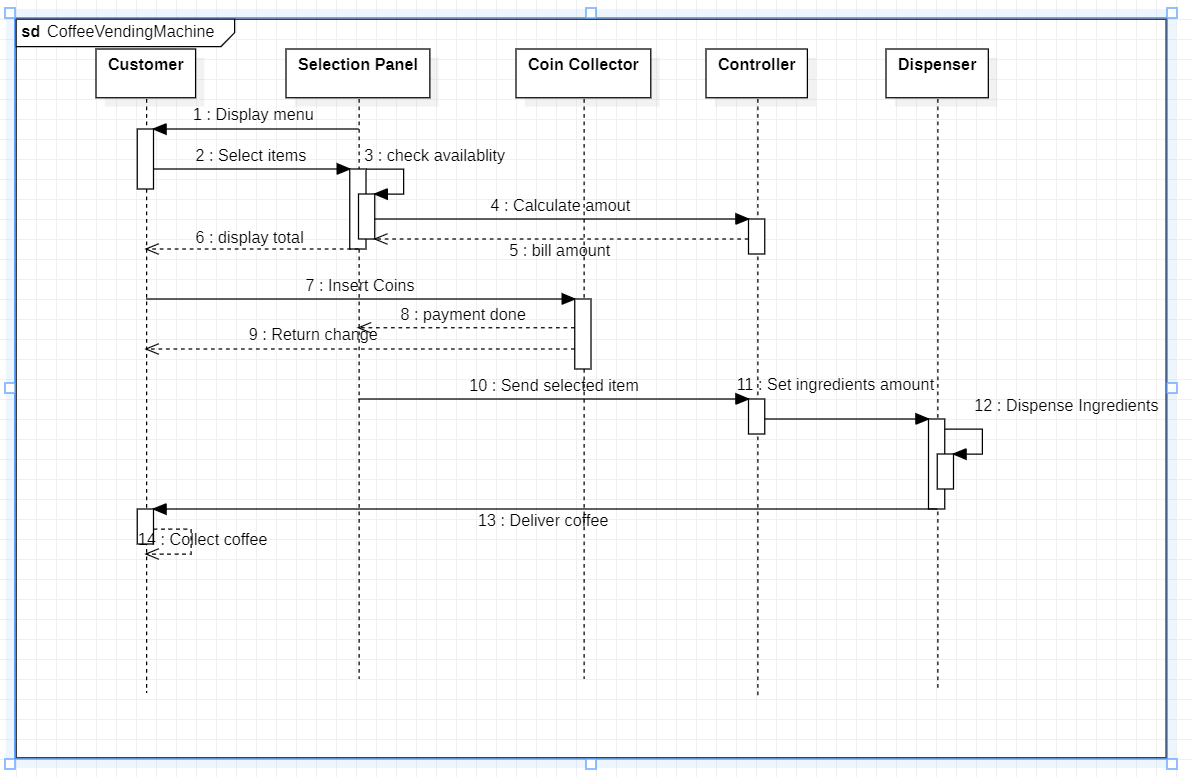 sd CoffeeVendingMachine
Customer
Selection Panel
Coin Collector
Controller
Dispenser
1 : Display menu
2 : Select items
3 : check availablity
4 : Calculate amout
5 : bill amount
6 : display total
7 : Insert Coins
8 : payment done
9 : Return change
10 : Send selected item
11 : Set ingredients amount
12 : Dispense Ingredients
13 : Deliver coffee
14 : Collect coffee